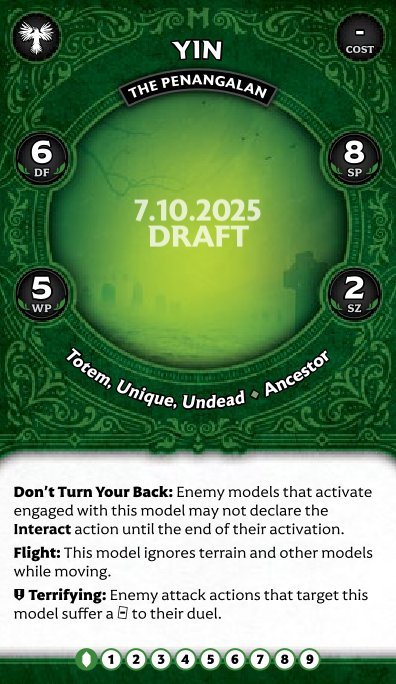 YIN
-
COST
THE PENANGALAN
6
DF
8
SP
7.10.2025
DRAFT
5
WP
2
SZ
Totem, Unique, Undead ◆ Ancestor
Don't Turn Your Back: Enemy models that activate
engaged with this model may not declare the
Interact action until the end of their activation.
Flight: This model ignores terrain and other models
while moving.
Terrifying: Enemy attack actions that target this
model suffer a to their duel.
1 2 3 4 5 6 7 8 9